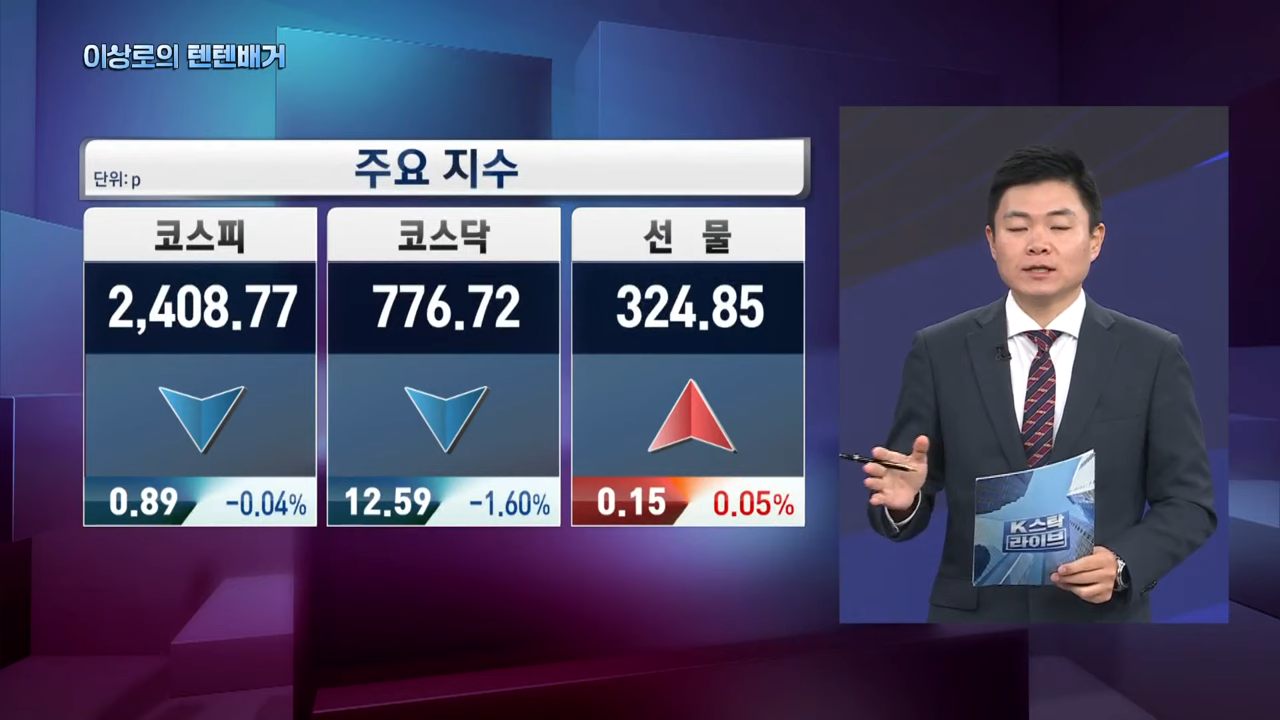 이상로의 텐텐배거
주요 지수
단위:p
코스피
코스닥
선 물
2,408.77
776.72
324.85
0.89
-0.04%
12.59
-1.60%
0.15
0.05%
K스탁
라이브